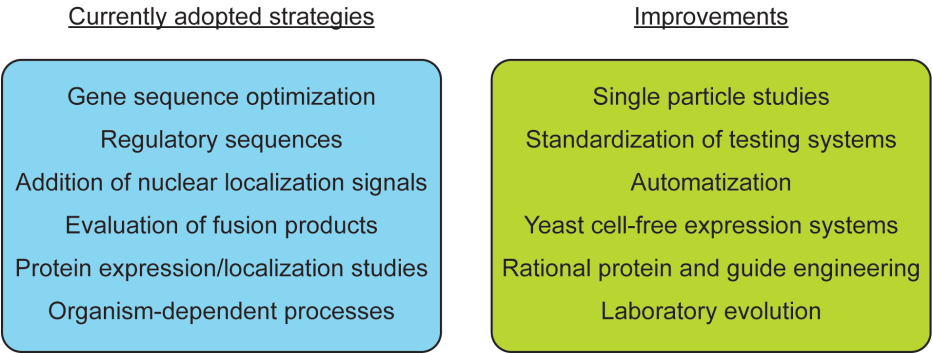 Currently adopted strategies
Gene sequence optimization
Regulatory sequences
Addition of nuclear localization signals
Evaluation of fusion products
Protein expression/localization studies
Organism-dependent processes
Improvements
Single particle studies
Standardization of testing systems
Automatization
Yeast cell-free expression systems
Rational protein and guide engineering
Laboratory evolution